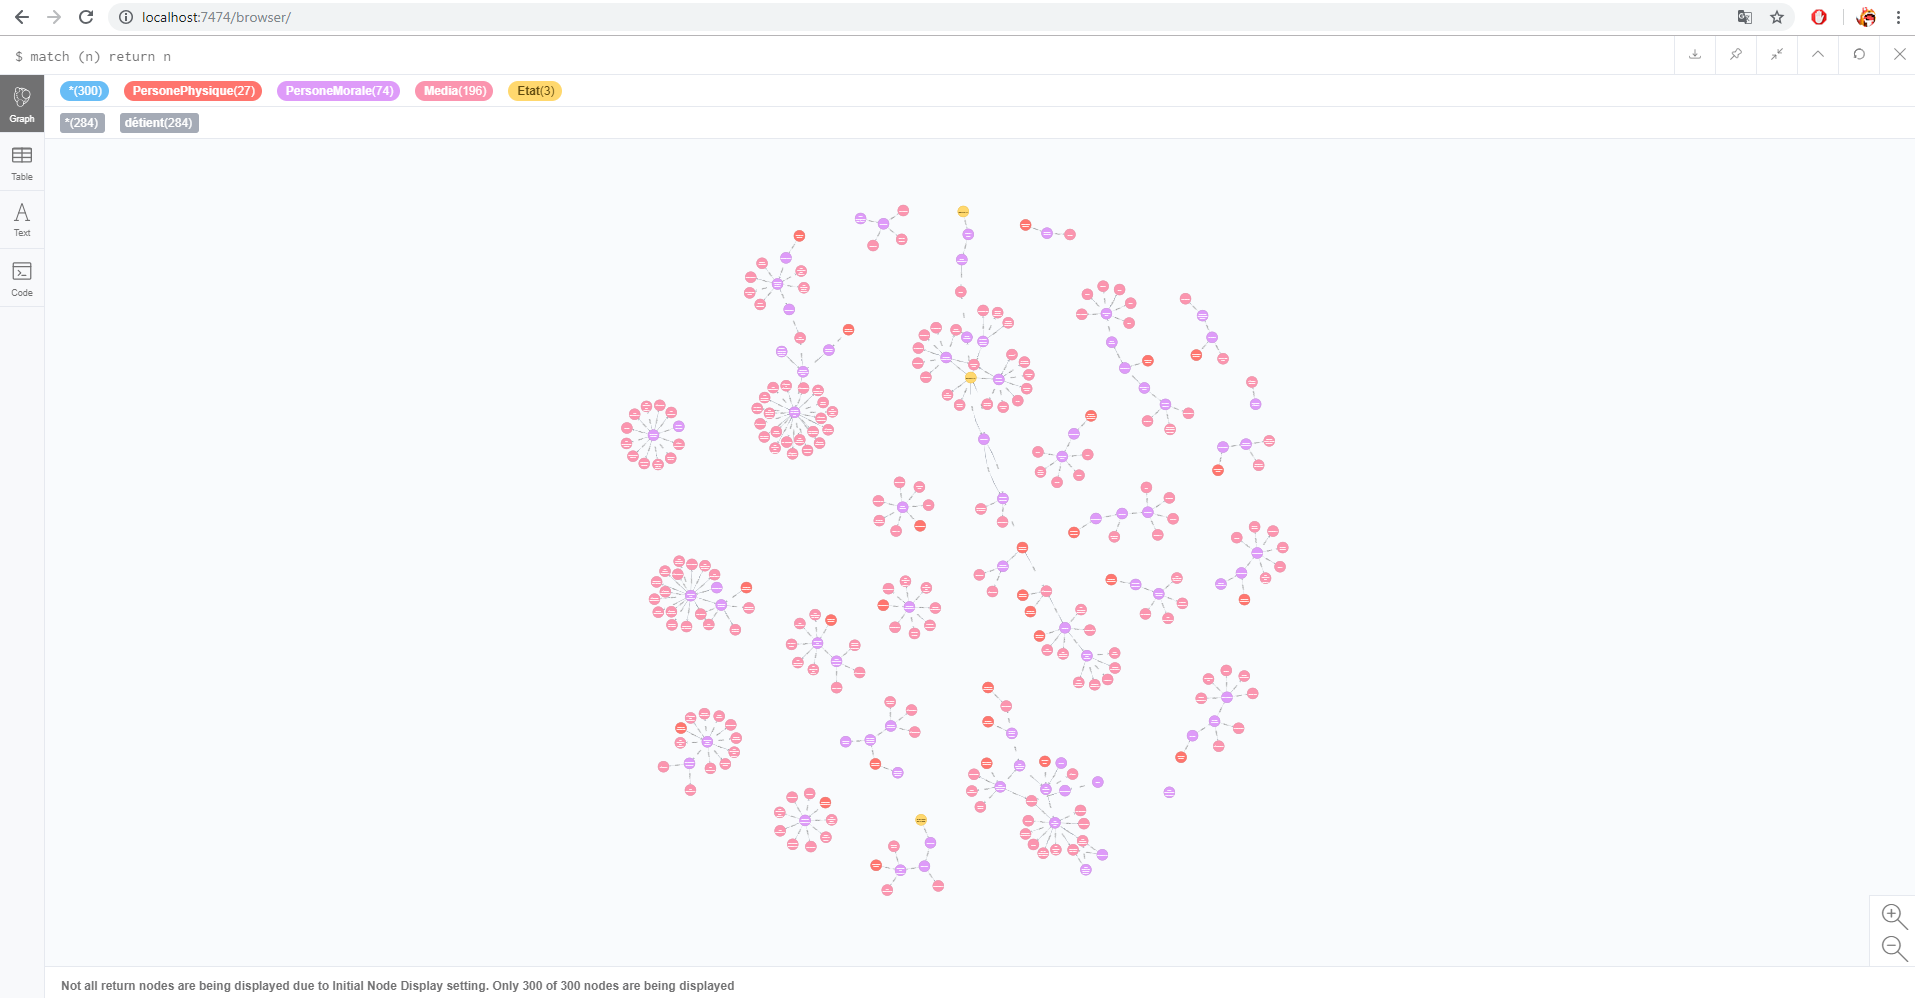 localhost:7474/browser/
$ match (n) return n
*(300) PersonePhysique(27) PersoneMorale(74) Media(196) Etat(3)
*(284) détient(284)
Graph
Table
Text
Code
Not all return nodes are being displayed due to Initial Node Display setting. Only 300 of 300 nodes are being displayed